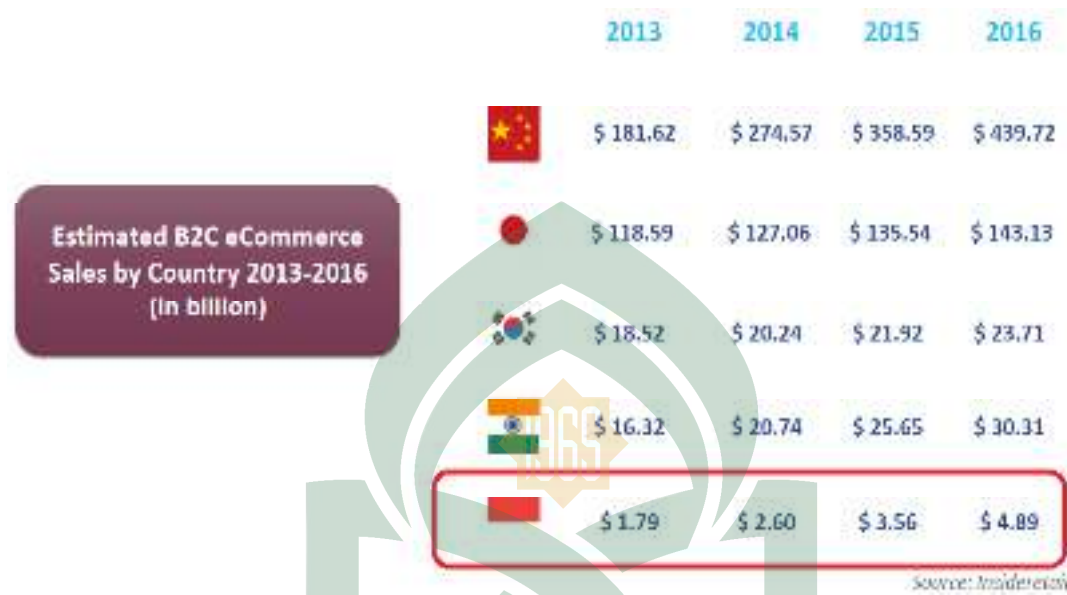 2013 2014 2015 2016
$ 181.62 $ 274.57 $ 358.59 $ 439.72
Estimated B2C eCommerce
Sales by Country 2013-2016
(in billion)
$ 118.59 $ 127.06 $ 135.54 $ 143.13
$ 18.52 $ 20.24 $ 21.92 $ 23.71
1965
$ 16.32 $ 20.74 $ 25.65 $ 30.31
$ 1.79 $ 2.60 $ 3.56 $ 4.89
Source: Insideretail